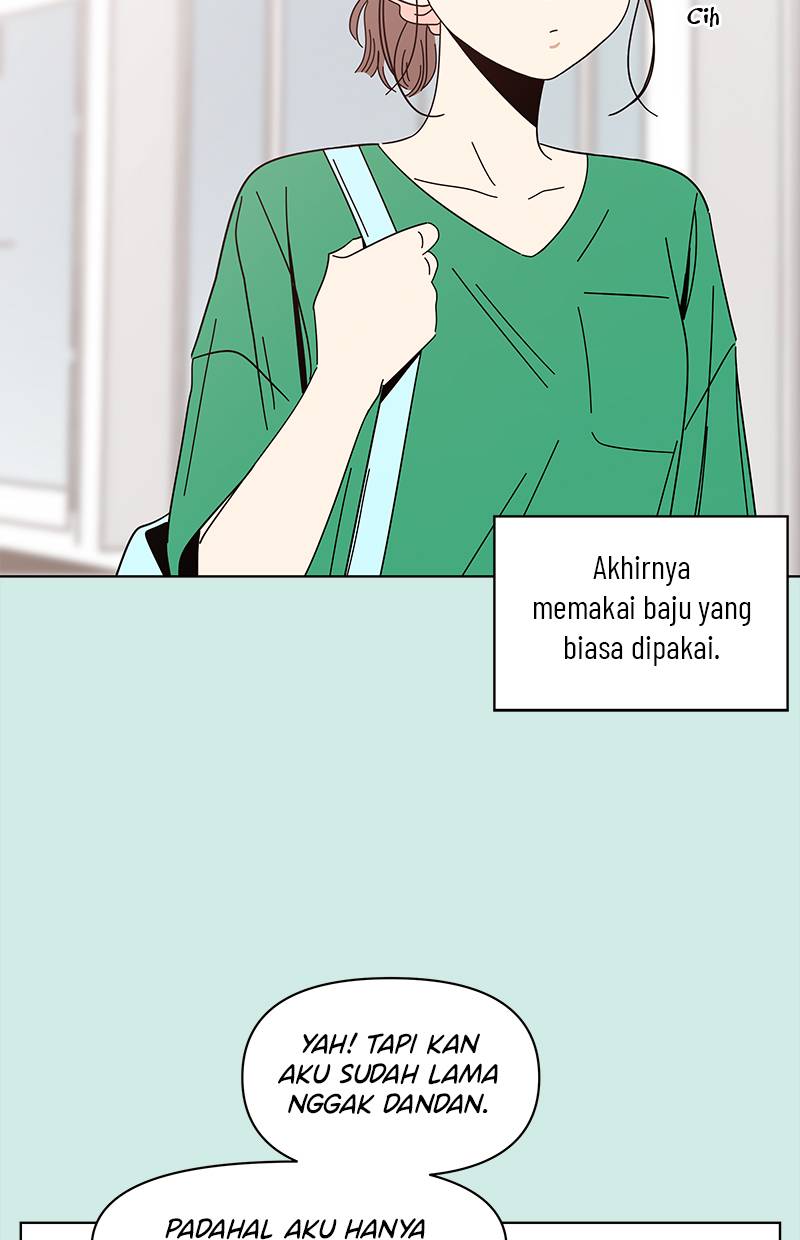 Cih
Akhirnya
memakai baju yang
biasa dipakai.
YAH! TAPI KAN
AKU SUDAH LAMA
NGGAK DANDAN.
PADAHAL AKU HANYA